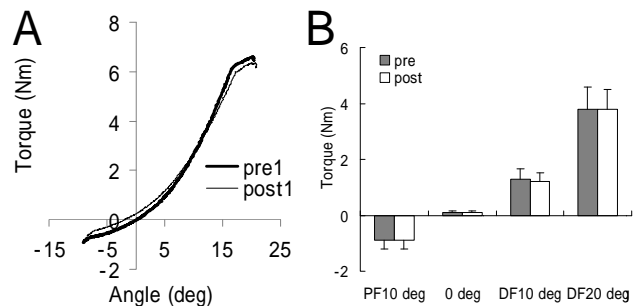 A
Torque (Nm)
8
6
4
2
0
-2
-15
-5
5
15
25
Angle (deg)
pre1
post1
B
Torque (Nm)
6
4
2
0
-2
pre
post
PF10 deg
0 deg
DF10 deg
DF20 deg